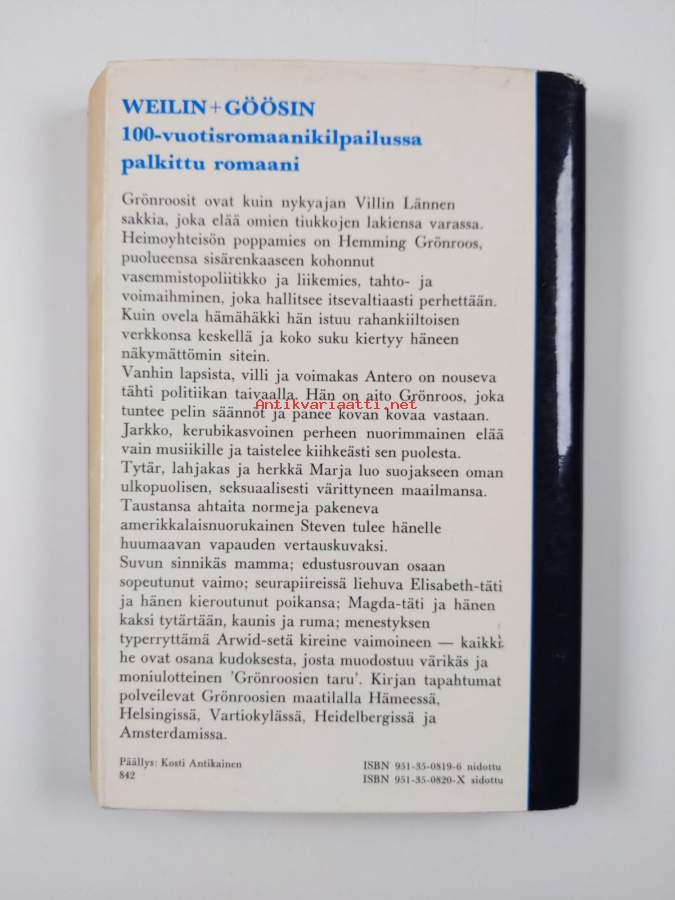 WEILIN+GÖÖSIN
100-vuotisromaanikilpailussa
palkittu romaani
Grönroosit ovat kuin nykyajan Villin Lännen
sakkia, joka elää omien tiukkojen lakiensa varassa.
Heimoyhteisön poppamies on Hemming Grönroos,
puolueensa sisärenkaaseen kohonnut
vasemmistopoliitikko ja liikemies, tahto- ja
voimaihminen, joka hallitsee itsevaltiaasti perhettään.
Kuin ovela hämähäkki hän istuu rahankiiltoisen
verkkonsa keskellä ja koko suku kiertyy häneen
näkymättömin sitein.
Vanhin lapsista, villi ja voimakas Antero on nouseva
tähti politiikan taivaalla. Hän on aito Grönroos, joka
Antikvariaatti.net
tuntee pelin säännöt ja panee kovan kovaa vastaan.
Jarkko, kerubikasvoinen perheen nuorimmainen elää
vain musiikille ja taistelee kiihkeästi sen puolesta.
Tytär, lahjakas ja herkkä Marja luo suojakseen oman
ulkopuolisen, seksuaalisesti värittyneen maailmansa.
Taustansa ahtaita normeja pakeneva
amerikkalaisnuorukainen Steven tulee hänelle
huumaavan vapauden vertauskuvaksi.
Suvun sinnikäs mamma; edustusrouvan osaan
sopeutunut vaimo; seurapiireissä liehuva Elisabeth-täti
ja hänen kieroutunut poikansa; Magda-täti ja hänen
kaksi tytärtään, kaunis ja ruma; menestyksen
typerryttämä Arwid-setä kireine vaimoineen — kaikki
he ovat osana kudoksesta, josta muodostuu värikäs ja
moniulotteinen 'Grönroosien taru'. Kirjan tapahtumat
polveilevat Grönroosien maatilalla Hämeessä,
Helsingissä, Vartiokylässä, Heidelbergissä ja
Amsterdamissa.
Päällys: Kosti Antikainen
842
ISBN 951-35-0819-6 nidottu
ISBN 951-35-0820-X sidottu